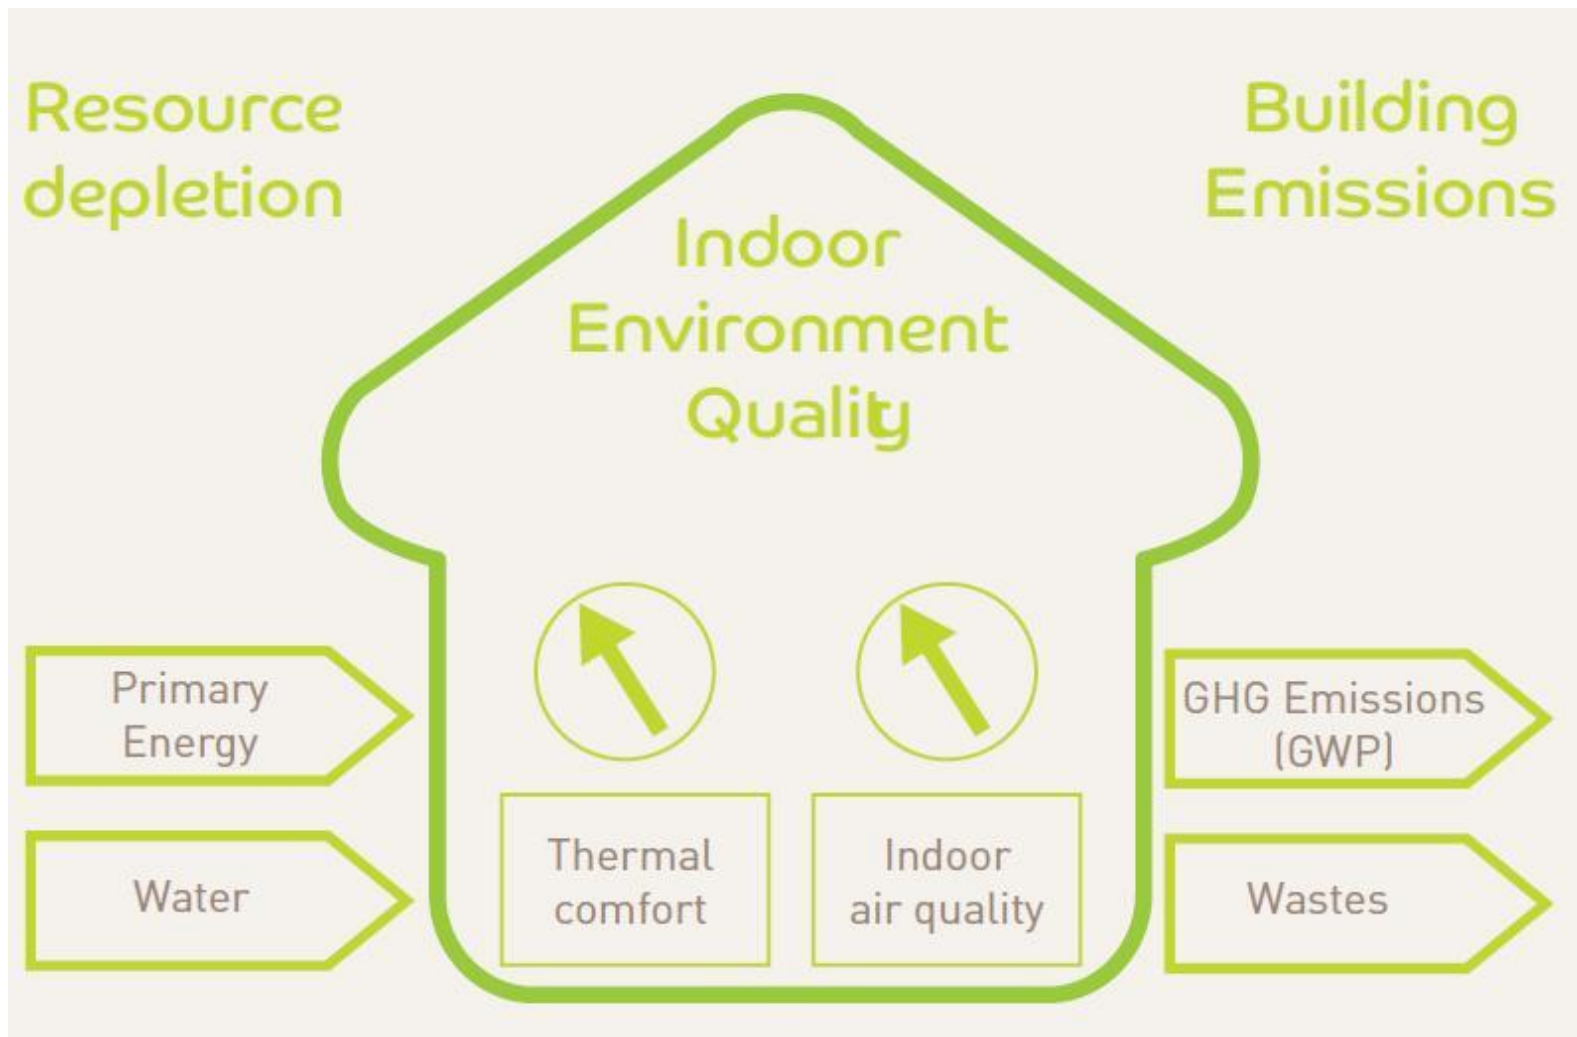 Resource
depletion
Building
Emissions
Indoor
Environment
Quality
Primary
Energy
Water
Thermal
comfort
Indoor
air quality
GHG Emissions
(GWP)
Wastes